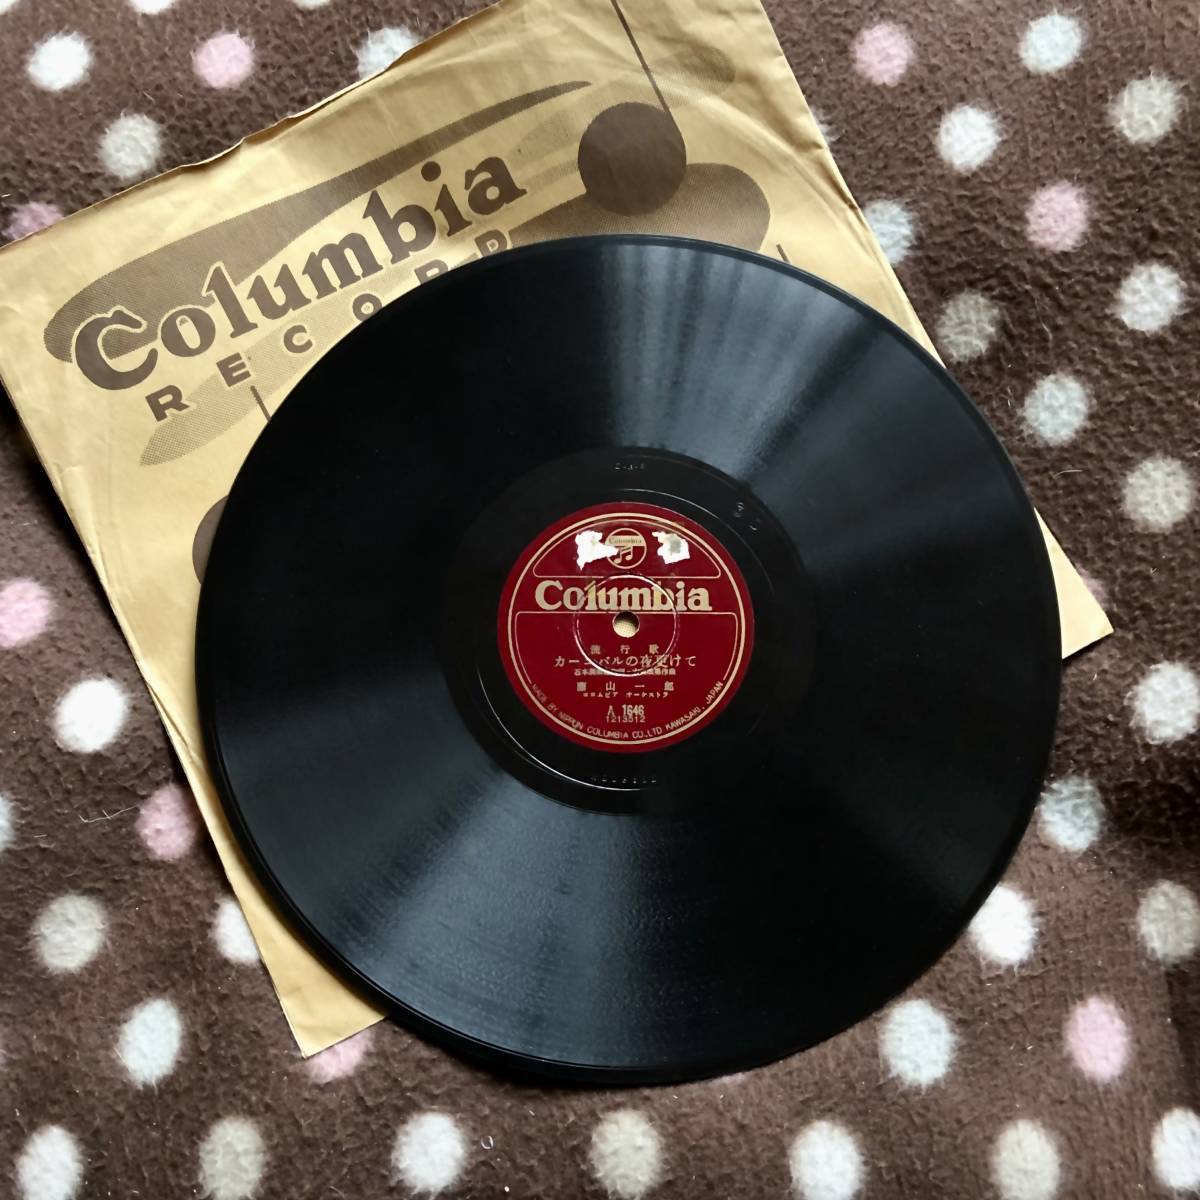 Columbia
RECORD
Columbia
Columbia
流行歌
カーニバルの夜更けて
藤山一郎
コロムビア オーケストラ
A 1646
1213512
MADE BY NIPPON COLUMBIA CO., LTD KAWASAKI, JAPAN